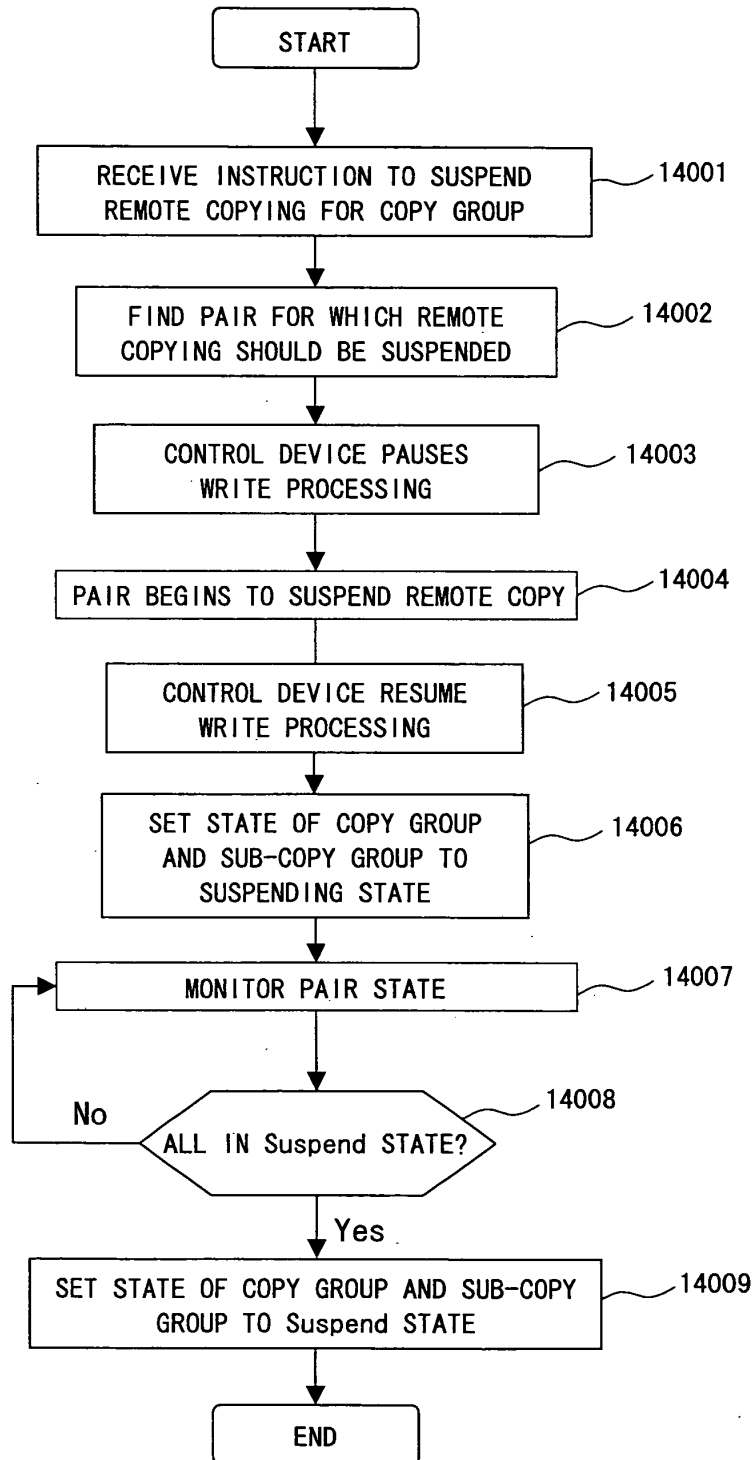 START
RECEIVE INSTRUCTION TO SUSPEND
REMOTE COPYING FOR COPY GROUP
14001
FIND PAIR FOR WHICH REMOTE
COPYING SHOULD BE SUSPENDED
14002
CONTROL DEVICE PAUSES
WRITE PROCESSING
14003
PAIR BEGINS TO SUSPEND REMOTE COPY
14004
CONTROL DEVICE RESUME
WRITE PROCESSING
14005
SET STATE OF COPY GROUP
AND SUB-COPY GROUP TO
SUSPENDING STATE
14006
MONITOR PAIR STATE
14007
ALL IN Suspend STATE?
14008
No
Yes
SET STATE OF COPY GROUP AND SUB-COPY
GROUP TO Suspend STATE
14009
END